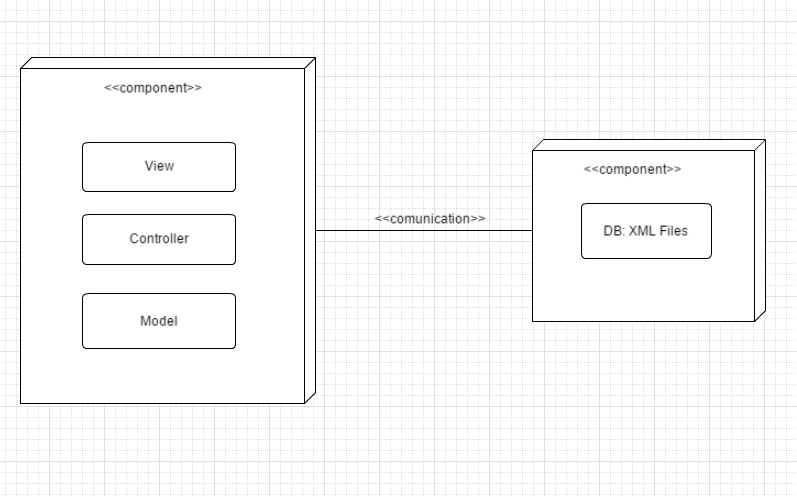 <<component>>
View
Controller
Model
<<comunication>>
<<component>>
DB: XML Files